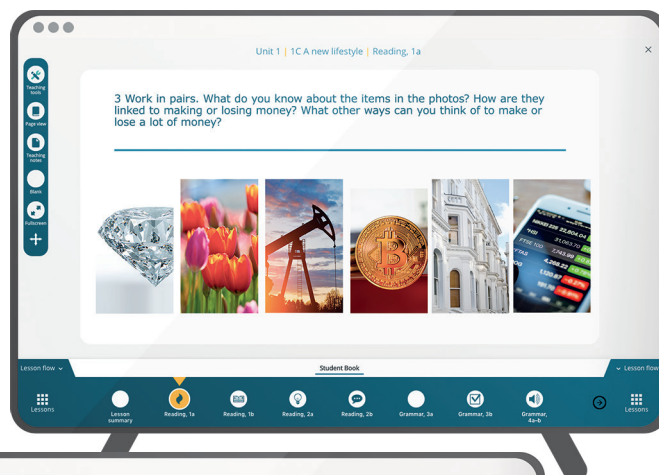 Unit 1 | 1C A new lifestyle | Reading, 1a
Teaching
tools
Page view
Teaching
notes
Blank
Fullscreen
3 Work in pairs. What do you know about the items in the photos? How are they
linked to making or losing money? What other ways can you think of to make or
lose a lot of money?
NIKKEI 225
FTSE 100
Lesson flow
Student Book
Lesson flow
Lessons
Lesson
summary
Reading, 1a
Reading, 1b
Reading, 2a
Reading, 2b
Grammar, 3a
Grammar, 3b
Grammar,
4a–b
Lessons